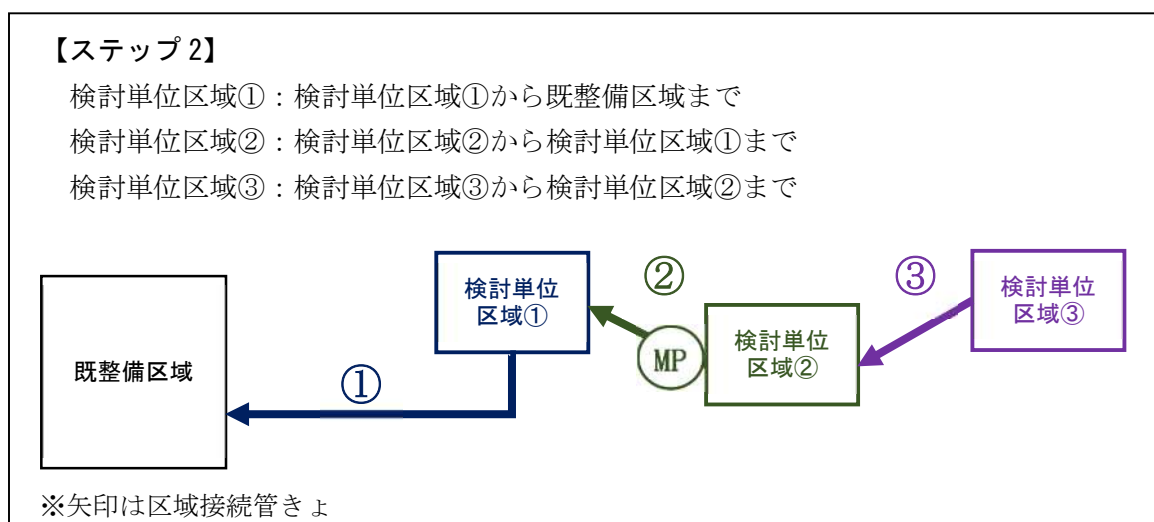 【ステップ2】
検討単位区域①：検討単位区域①から既整備区域まで
検討単位区域②：検討単位区域②から検討単位区域①まで
検討単位区域③：検討単位区域③から検討単位区域②まで
既整備区域
①
検討単位
区域①
②
MP
検討単位
区域②
③
検討単位
区域③
※矢印は区域接続管きょ